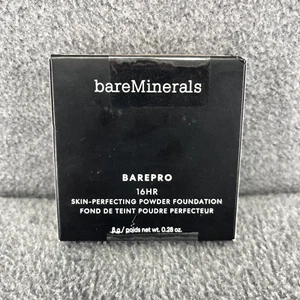 bareMinerals
BAREPRO
16HR
SKIN-PERFECTING POWDER FOUNDATION
FOND DE TEINT POUDRE PERFECTEUR
8 g / poids net wt. 0.28 oz.